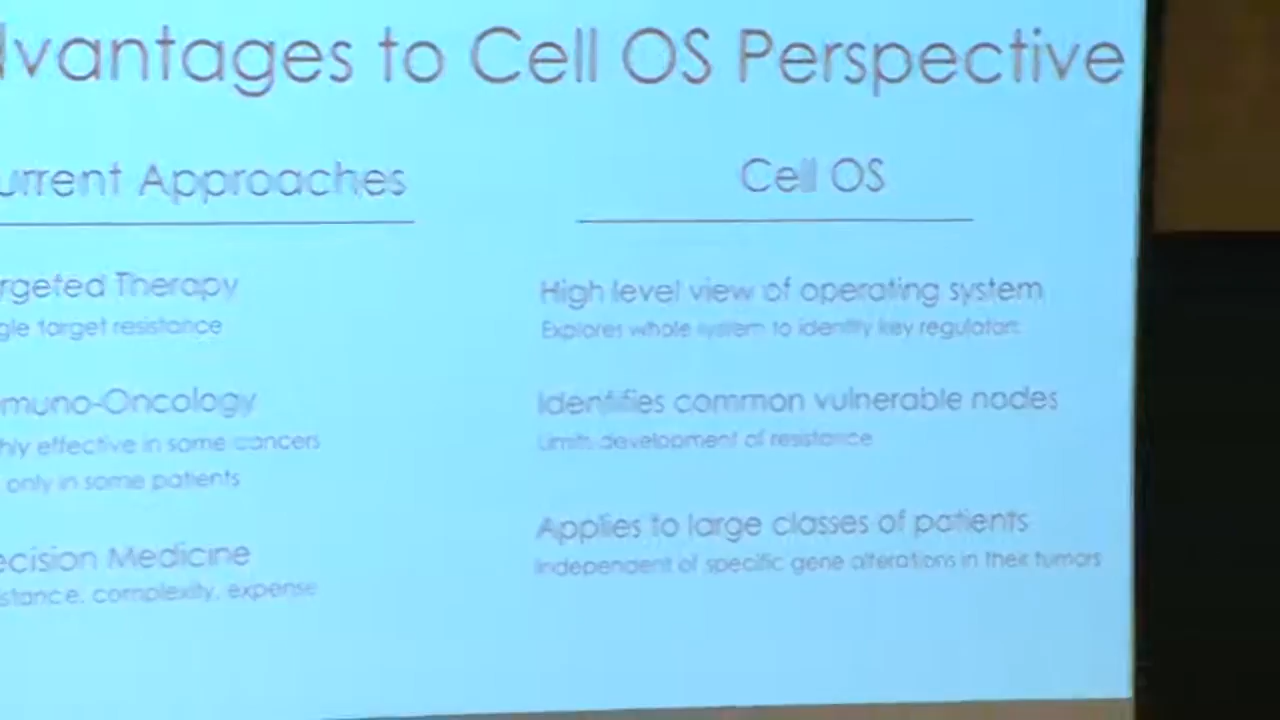 dvantages to Cell OS Perspective
urrent Approaches
Cell OS
rgeted Therapy
gle target resistance
muno-Oncology
hly effective in some cancers
only in some patients
ecision Medicine
stance, complexity, expense
High level view of operating system
Explores whole system to identify key regulators
Identifies common vulnerable nodes
Limits development of resistance
Applies to large classes of patients
Independent of specific gene alterations in their tumors